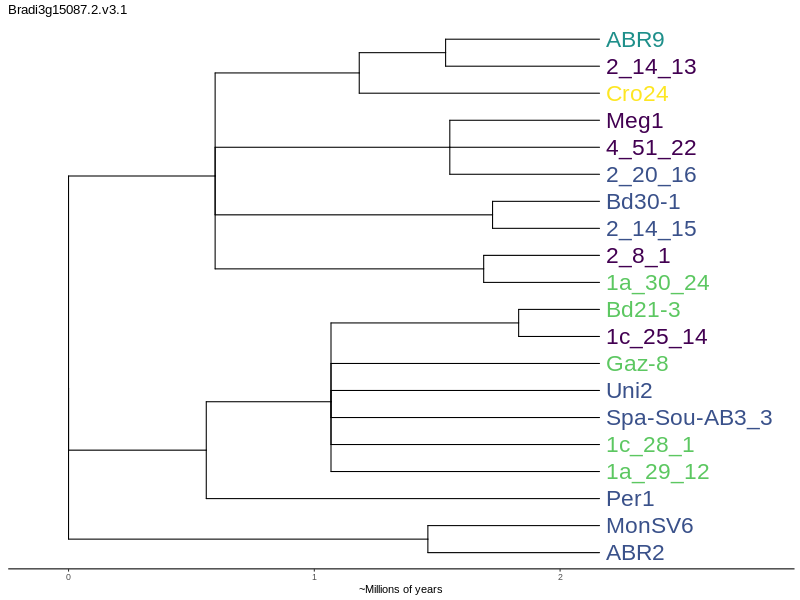 Bradi3g15087.2.v3.1
ABR9
2_14_13
Cro24
Meg1
4_51_22
2_20_16
Bd30-1
2_14_15
2_8_1
1a_30_24
Bd21-3
1c_25_14
Gaz-8
Uni2
Spa-Sou-AB3_3
1c_28_1
1a_29_12
Per1
MonSV6
ABR2
0 1 2
~Millions of years